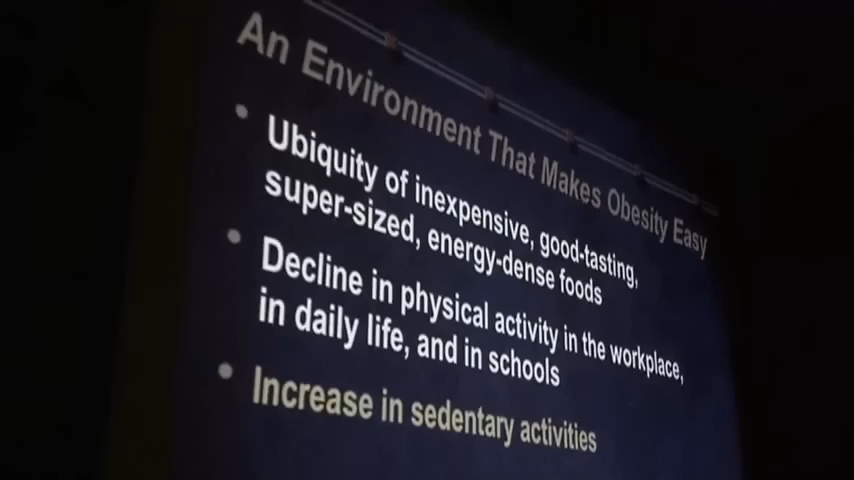 An Environment That Makes Obesity Easy
• Ubiquity of inexpensive, good-tasting,
super-sized, energy-dense foods
• Decline in physical activity in the workplace,
in daily life, and in schools
• Increase in sedentary activities